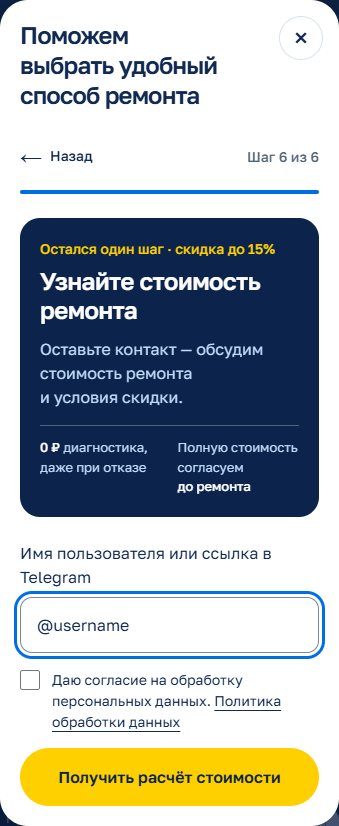 Поможем
выбрать удобный
способ ремонта
×
← Назад
Шаг 6 из 6
Остался один шаг · скидка до 15%
Узнайте стоимость
ремонта
Оставьте контакт — обсудим
стоимость ремонта
и условия скидки.
0 ₽ диагностика,
даже при отказе
Полную стоимость
согласуем
до ремонта
Имя пользователя или ссылка в
Telegram
@username
Даю согласие на обработку
персональных данных. Политика
обработки данных
Получить расчёт стоимости